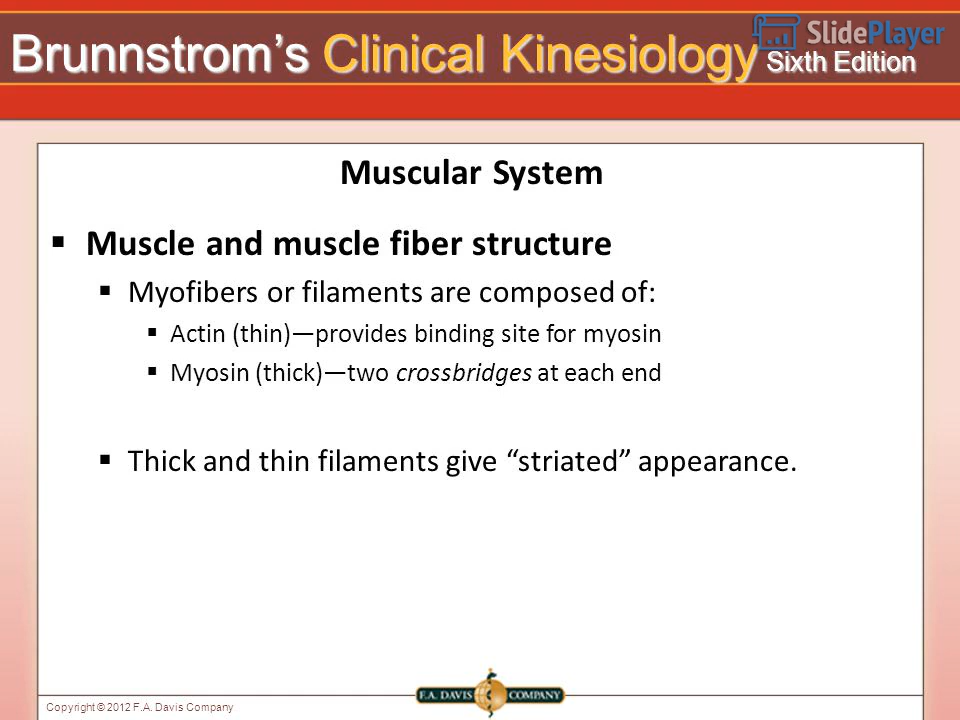 SlidePlayer
Brunnstrom’s Clinical Kinesiology Sixth Edition
Muscular System
▪ Muscle and muscle fiber structure
▪ Myofibers or filaments are composed of:
▪ Actin (thin)—provides binding site for myosin
▪ Myosin (thick)—two crossbridges at each end
▪ Thick and thin filaments give “striated” appearance.
F.A. DAVIS COMPANY
Copyright © 2012 F.A. Davis Company